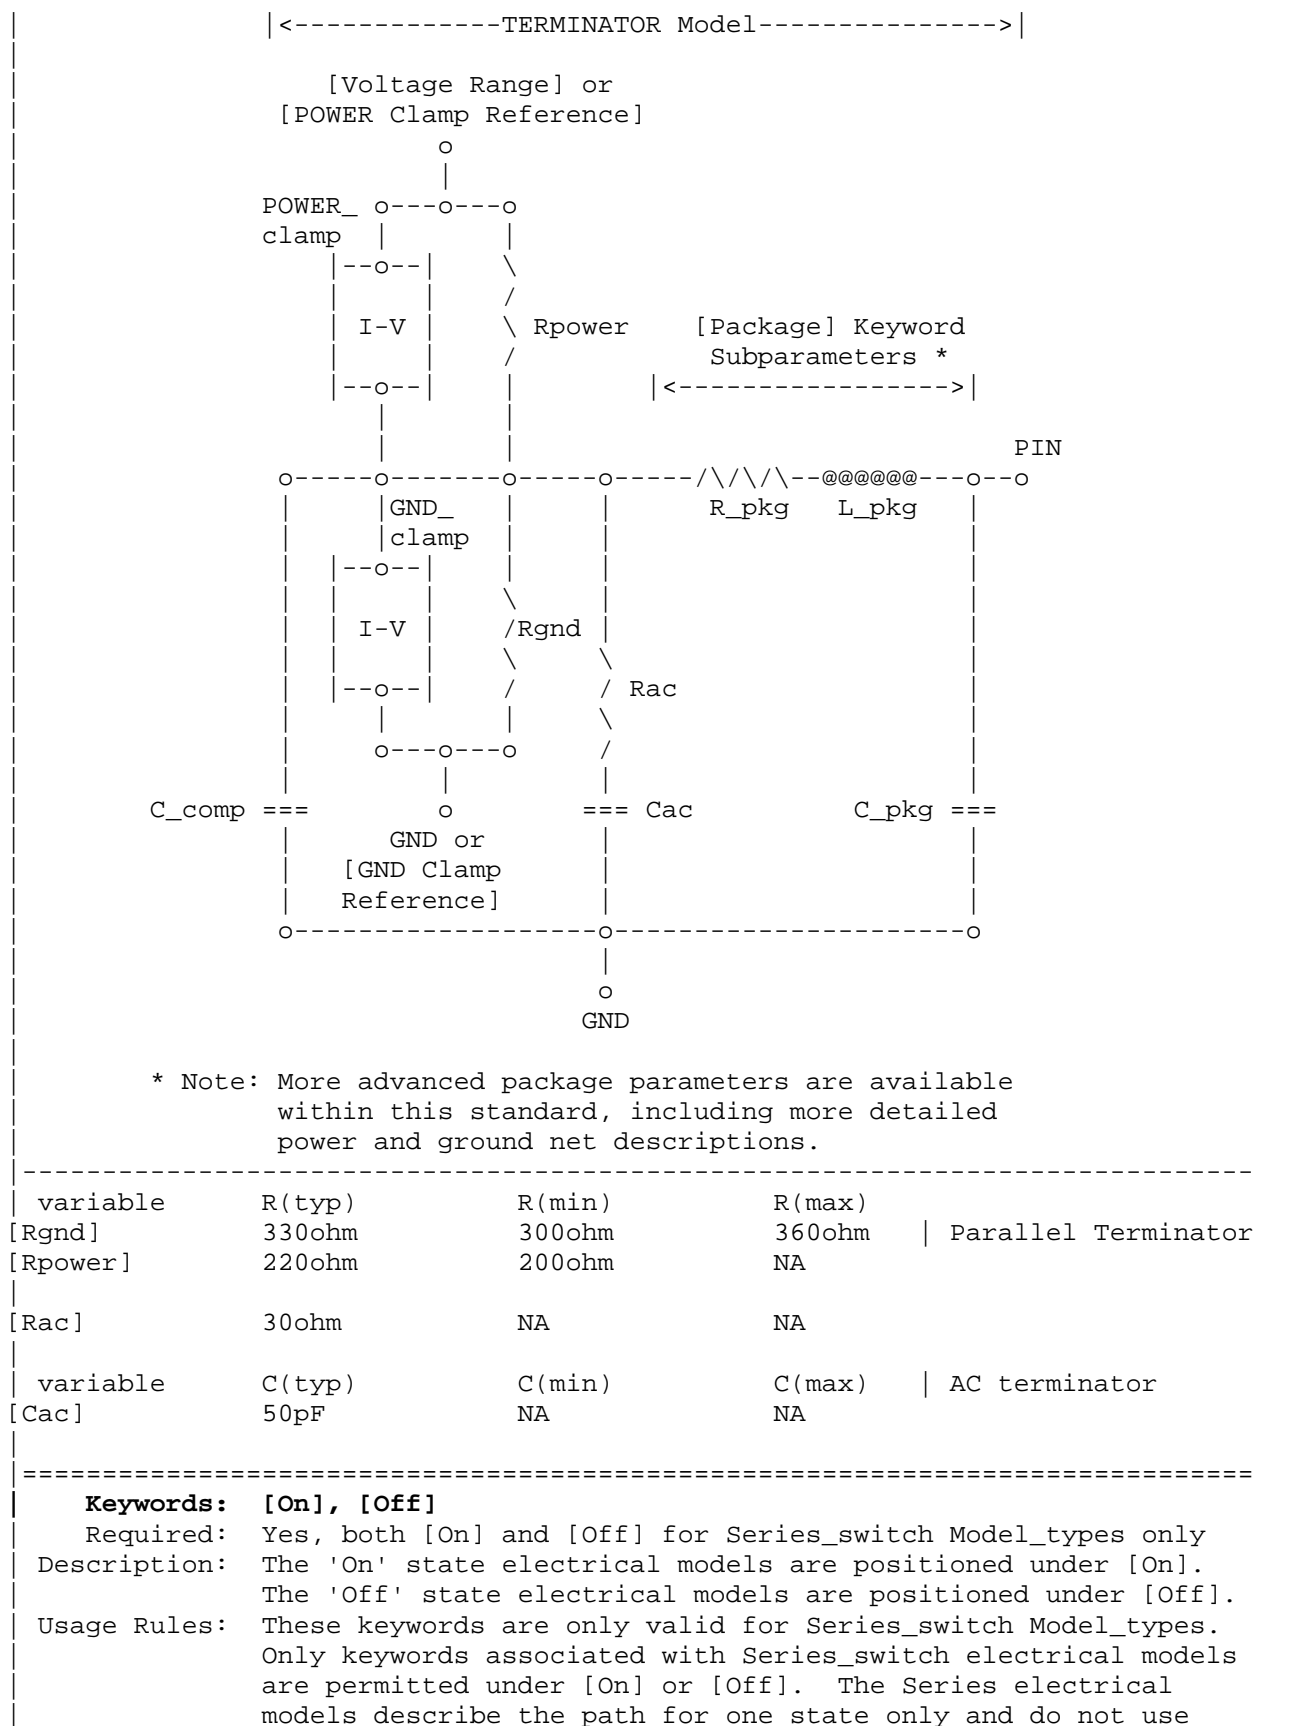 |               |<-------------TERMINATOR Model--------------->|
|
|                   [Voltage Range] or
|                [POWER Clamp Reference]
|                          o
|                          |
|               POWER_ o---o---o
|               clamp  |       |
|                   |--o--|    \
|                   |     |    /
|                   | I-V |    \ Rpower    [Package] Keyword
|                   |     |    /            Subparameters *
|                   |--o--|    |        |<----------------->|
|                      |       |
|                      |       |                               PIN
|                o-----o-------o-----o-----/\/\/\--@@@@@@---o--o
|                |     |GND_   |     |      R_pkg   L_pkg   |
|                |     |clamp  |     |                      |
|                |  |--o--|    |     |                      |
|                |  |     |    \     |                      |
|                |  | I-V |    /Rgnd |                      |
|                |  |     |    \     \                      |
|                |  |--o--|    /     / Rac                  |
|                |     |       |     \                      |
|                |     o---o---o     /                      |
|                |         |         |                      |
|        C_comp ===        o        === Cac         C_pkg ===
|                |      GND or       |                      |
|                |   [GND Clamp      |                      |
|                |   Reference]      |                      |
|                o-------------------o----------------------o
|                                    |
|                                    o
|                                   GND
|
|        * Note: More advanced package parameters are available
|                within this standard, including more detailed
|                power and ground net descriptions.
|-----------------------------------------------------------------------------
| variable      R(typ)          R(min)          R(max)
[Rgnd]          330ohm          300ohm          360ohm   | Parallel Terminator
[Rpower]        220ohm          200ohm          NA
|
[Rac]           30ohm           NA              NA
|
| variable      C(typ)          C(min)          C(max)   | AC terminator
[Cac]           50pF            NA              NA
|
|=============================================================================
|    Keywords:  [On], [Off]
|    Required:  Yes, both [On] and [Off] for Series_switch Model_types only
| Description:  The 'On' state electrical models are positioned under [On].
|               The 'Off' state electrical models are positioned under [Off].
| Usage Rules:  These keywords are only valid for Series_switch Model_types.
|               Only keywords associated with Series_switch electrical models
|               are permitted under [On] or [Off].  The Series electrical
|               models describe the path for one state only and do not use